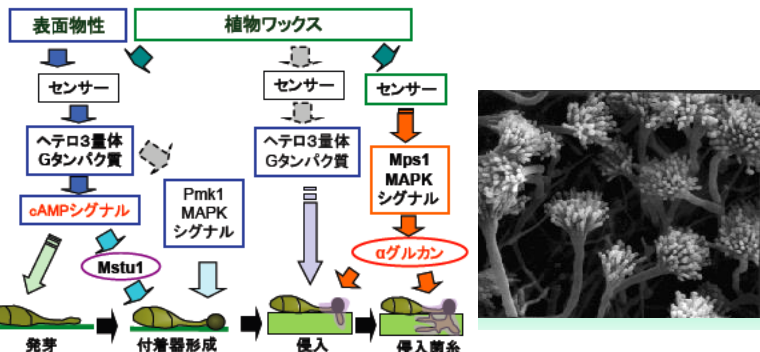 表面物性
植物ワックス
センサー
センサー
センサー
ヘテロ3量体
Gタンパク質
ヘテロ3量体
Gタンパク質
Mps1
MAPK
シグナル
cAMPシグナル
Pmk1
MAPK
シグナル
Mstu1
αグルカン
発芽
付着器形成
侵入
侵入菌糸